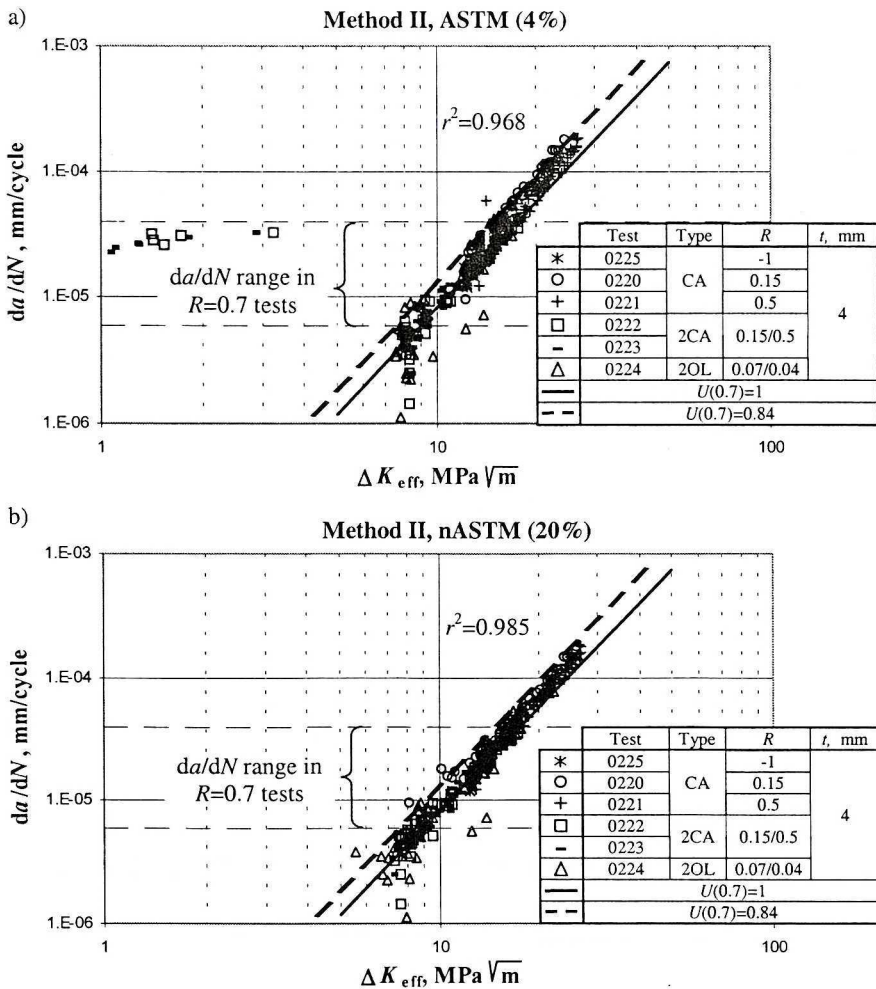 a)
Method II, ASTM (4%)
1.E-03
1.E-04
1.E-05
1.E-06
da/dN, mm/cycle
r²=0.968
da/dN range in
R=0.7 tests
Test Type R t, mm
0225 CA -1 4
0220 0.15
0221 0.5
0222 2CA 0.15/0.5
0223
0224 2OL 0.07/0.04
U(0.7)=1
U(0.7)=0.84
1 10 100
ΔK eff, MPa√m
b)
Method II, nASTM (20%)
1.E-03
1.E-04
1.E-05
1.E-06
da/dN, mm/cycle
r²=0.985
da/dN range in
R=0.7 tests
Test Type R t, mm
0225 CA -1 4
0220 0.15
0221 0.5
0222 2CA 0.15/0.5
0223
0224 2OL 0.07/0.04
U(0.7)=1
U(0.7)=0.84
1 10 100
ΔK eff, MPa√m